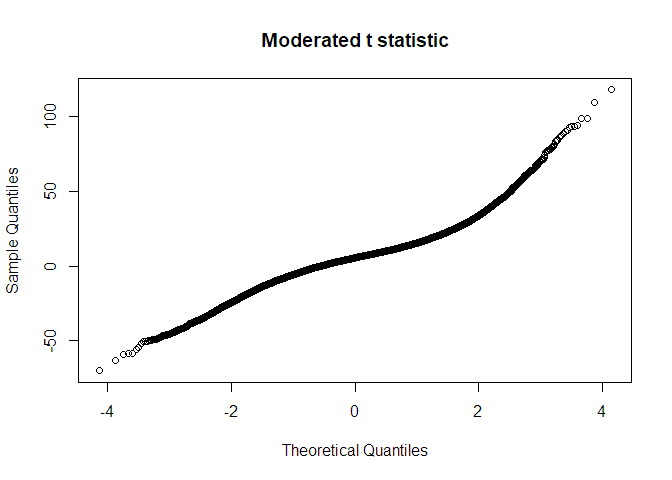 Moderated t statistic
Sample Quantiles
100
50
0
-50
-4 -2 0 2 4
Theoretical Quantiles